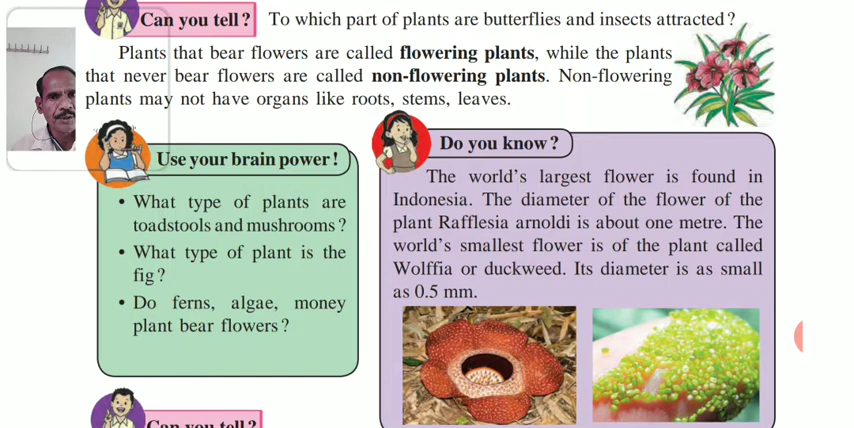 Can you tell?   To which part of plants are butterflies and insects attracted?
Plants that bear flowers are called flowering plants, while the plants
that never bear flowers are called non-flowering plants. Non-flowering
plants may not have organs like roots, stems, leaves.
Use your brain power!
• What type of plants are
toadstools and mushrooms?
• What type of plant is the
fig?
• Do ferns, algae, money
plant bear flowers?
Do you know?
The world's largest flower is found in
Indonesia. The diameter of the flower of the
plant Rafflesia arnoldi is about one metre. The
world's smallest flower is of the plant called
Wolffia or duckweed. Its diameter is as small
as 0.5 mm.
Can you tell?